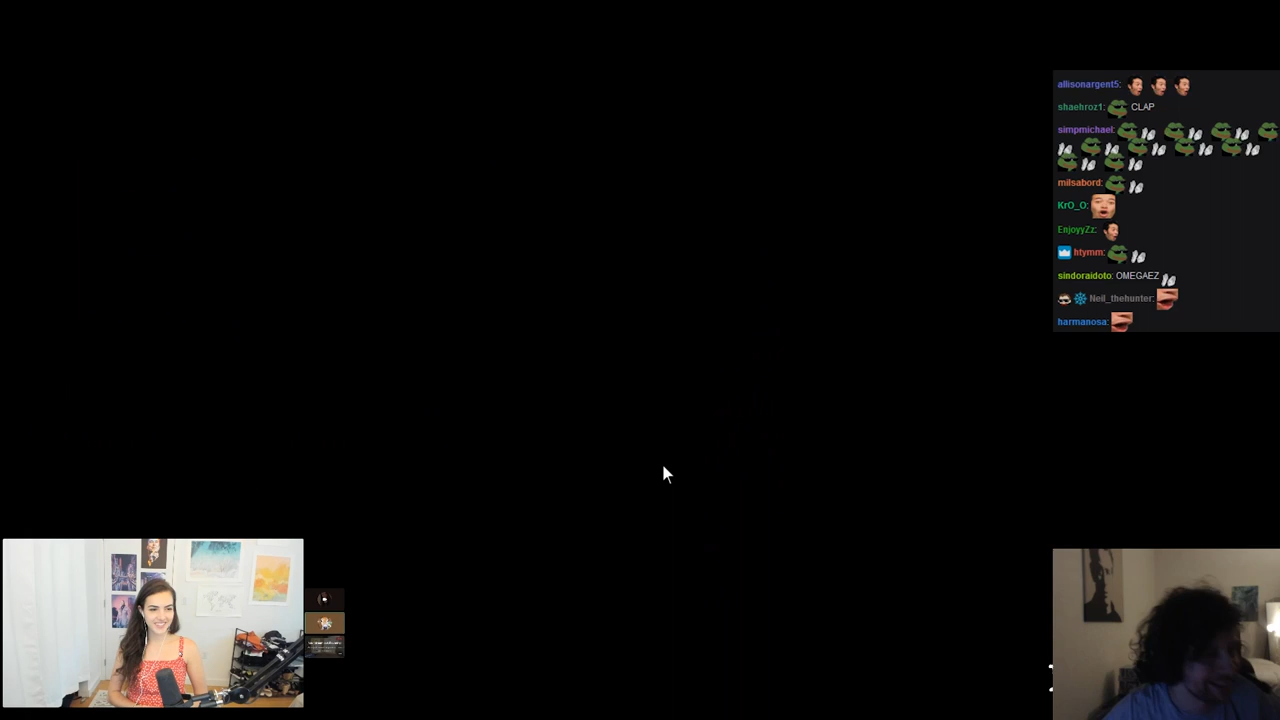 allisonargent5:
shaehroz1: CLAP
simpmichael:
milsabord:
KrO_O:
EnjoyyZz:
htymm:
sindoraidoto: OMEGAEZ
Neil_thehunter:
harmanosa: